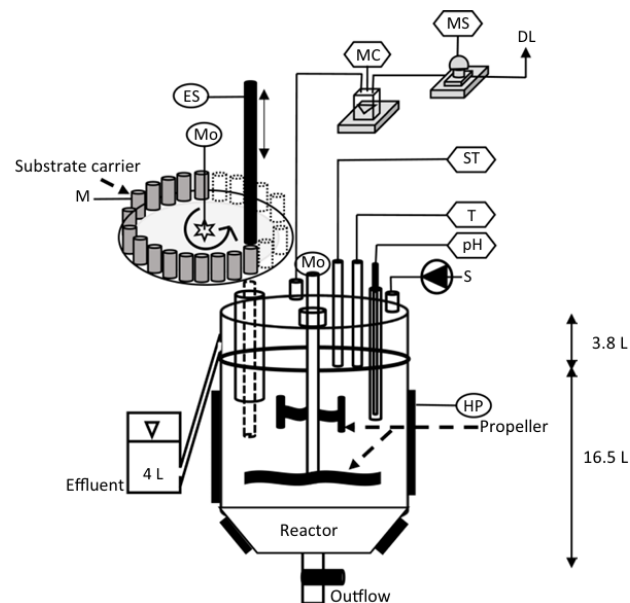 MS
DL
MC
ES
Mo
ST
Substrate carrier
M
T
pH
Mo
S
3.8 L
HP
Propeller
16.5 L
4 L
Effluent
Reactor
Outflow